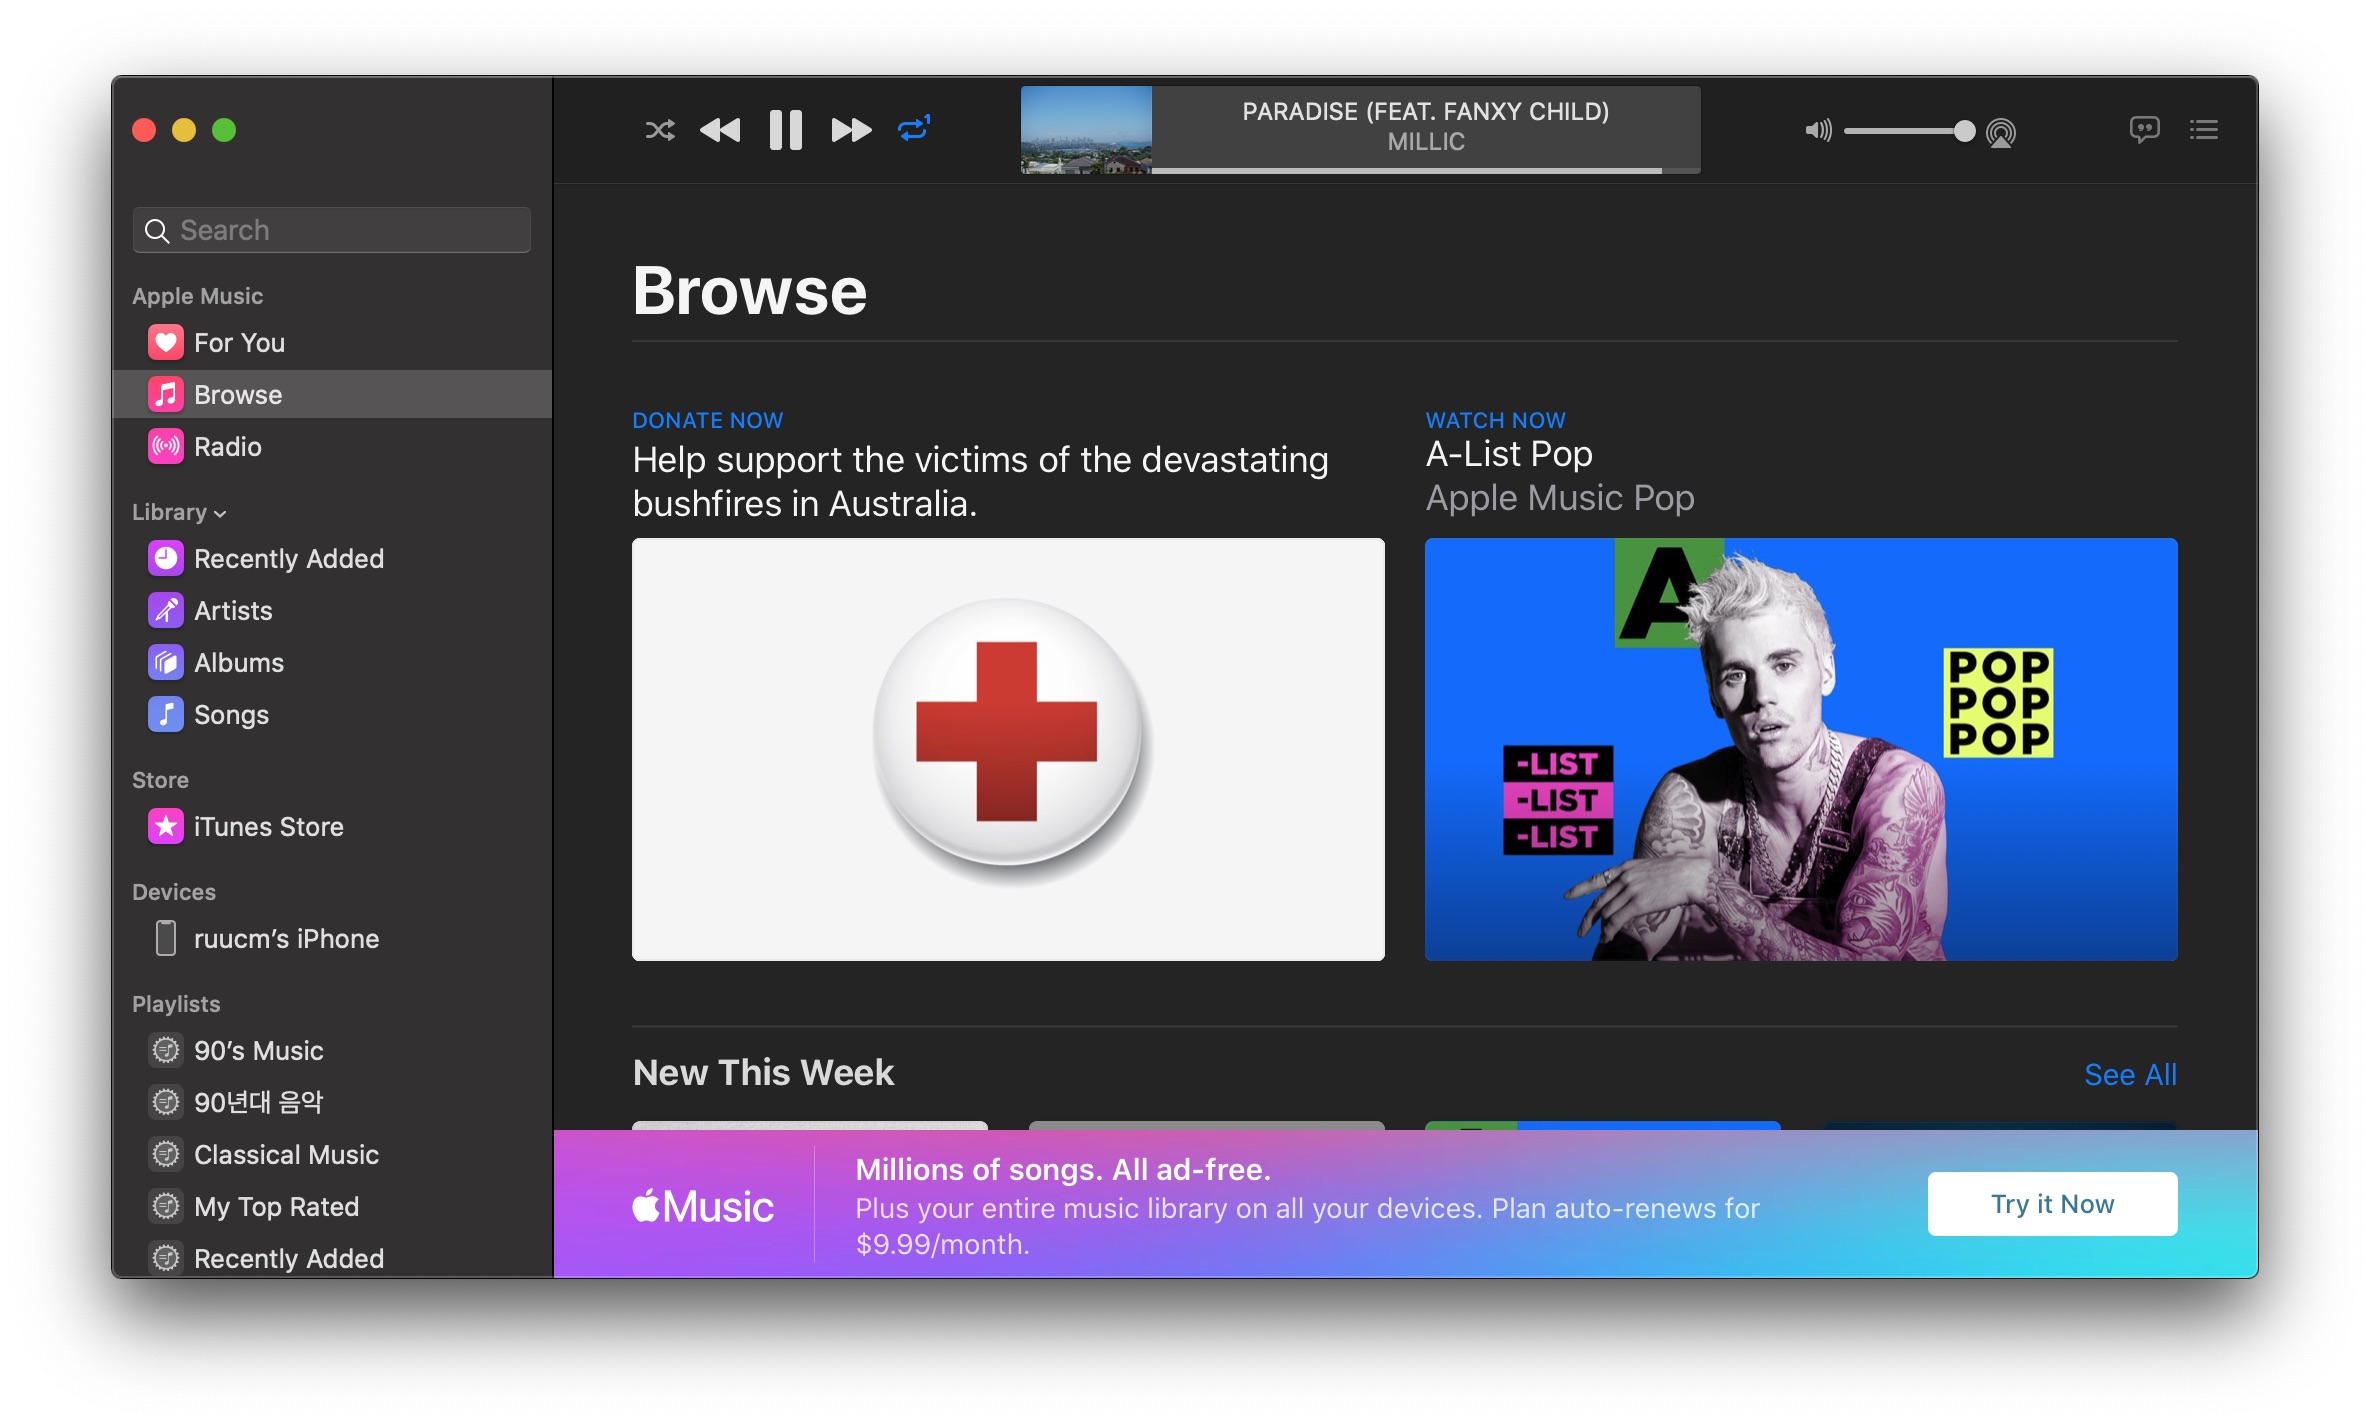 PARADISE (FEAT. FANXY CHILD)
MILLIC
Search
Apple Music
For You
Browse
Radio
Library
Recently Added
Artists
Albums
Songs
Store
iTunes Store
Devices
ruucm’s iPhone
Playlists
90’s Music
90년대 음악
Classical Music
My Top Rated
Recently Added
Browse
DONATE NOW
Help support the victims of the devastating
bushfires in Australia.
WATCH NOW
A-List Pop
Apple Music Pop
A
-LIST
-LIST
-LIST
POP
POP
POP
New This Week
See All
Music
Millions of songs. All ad-free.
Plus your entire music library on all your devices. Plan auto-renews for
$9.99/month.
Try it Now